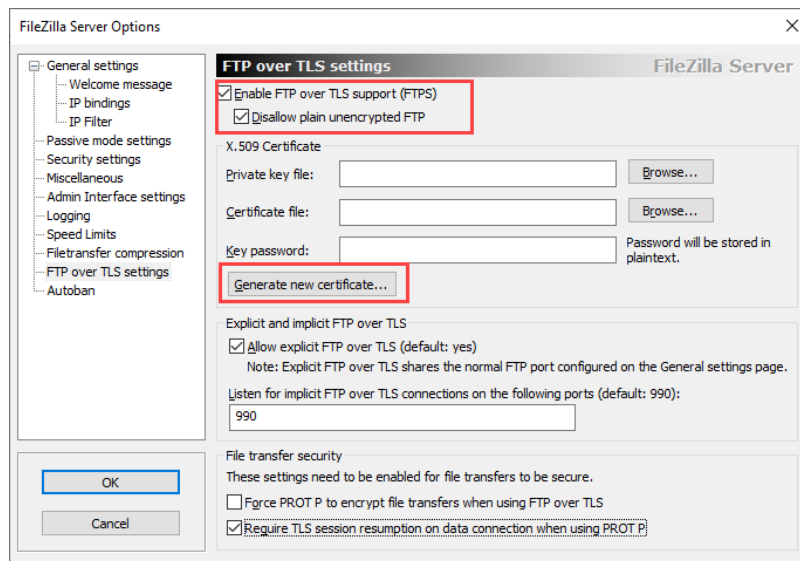 FileZilla Server Options
General settings
Welcome message
IP bindings
IP Filter
Passive mode settings
Security settings
Miscellaneous
Admin Interface settings
Logging
Speed Limits
Filetransfer compression
FTP over TLS settings
Autoban
OK
Cancel
FTP over TLS settings
FileZilla Server
Enable FTP over TLS support (FTPS)
Disallow plain unencrypted FTP
X.509 Certificate
Private key file:
Browse...
Certificate file:
Browse...
Key password:
Password will be stored in
plaintext.
Generate new certificate...
Explicit and implicit FTP over TLS
Allow explicit FTP over TLS (default: yes)
Note: Explicit FTP over TLS shares the normal FTP port configured on the General settings page.
Listen for implicit FTP over TLS connections on the following ports (default: 990):
990
File transfer security
These settings need to be enabled for file transfers to be secure.
Force PROT P to encrypt file transfers when using FTP over TLS
Require TLS session resumption on data connection when using PROT P